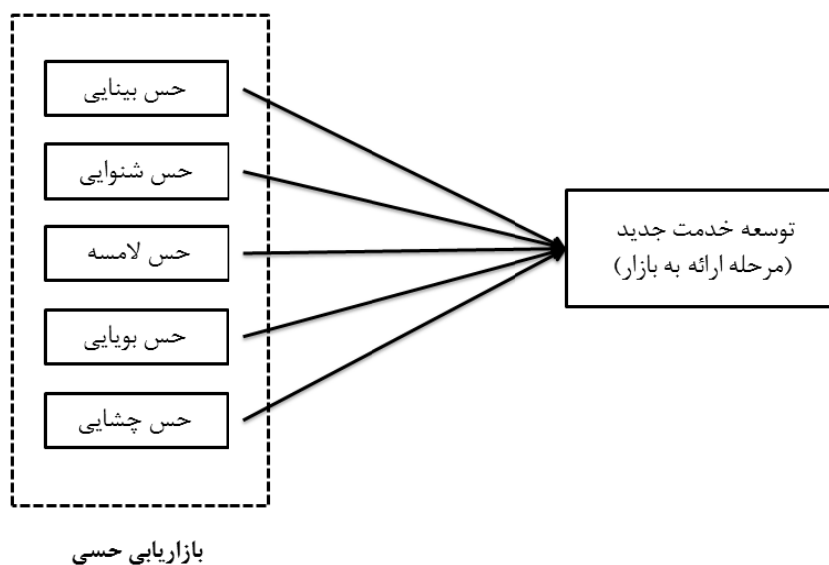 حس بینایی
حس شنوایی
حس لامسه
حس بویایی
حس چشایی
توسعه خدمت جدید
(مرحله ارائه به بازار)
بازاریابی حسی